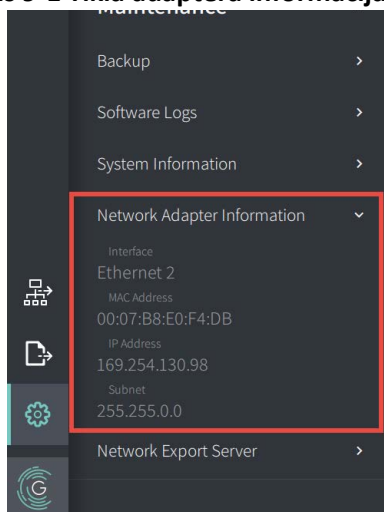 Maintenance
Backup
Software Logs
System Information
Network Adapter Information
Interface
Ethernet 2
MAC Address
00:07:B8:E0:F4:DB
IP Address
169.254.130.98
Subnet
255.255.0.0
Network Export Server
G